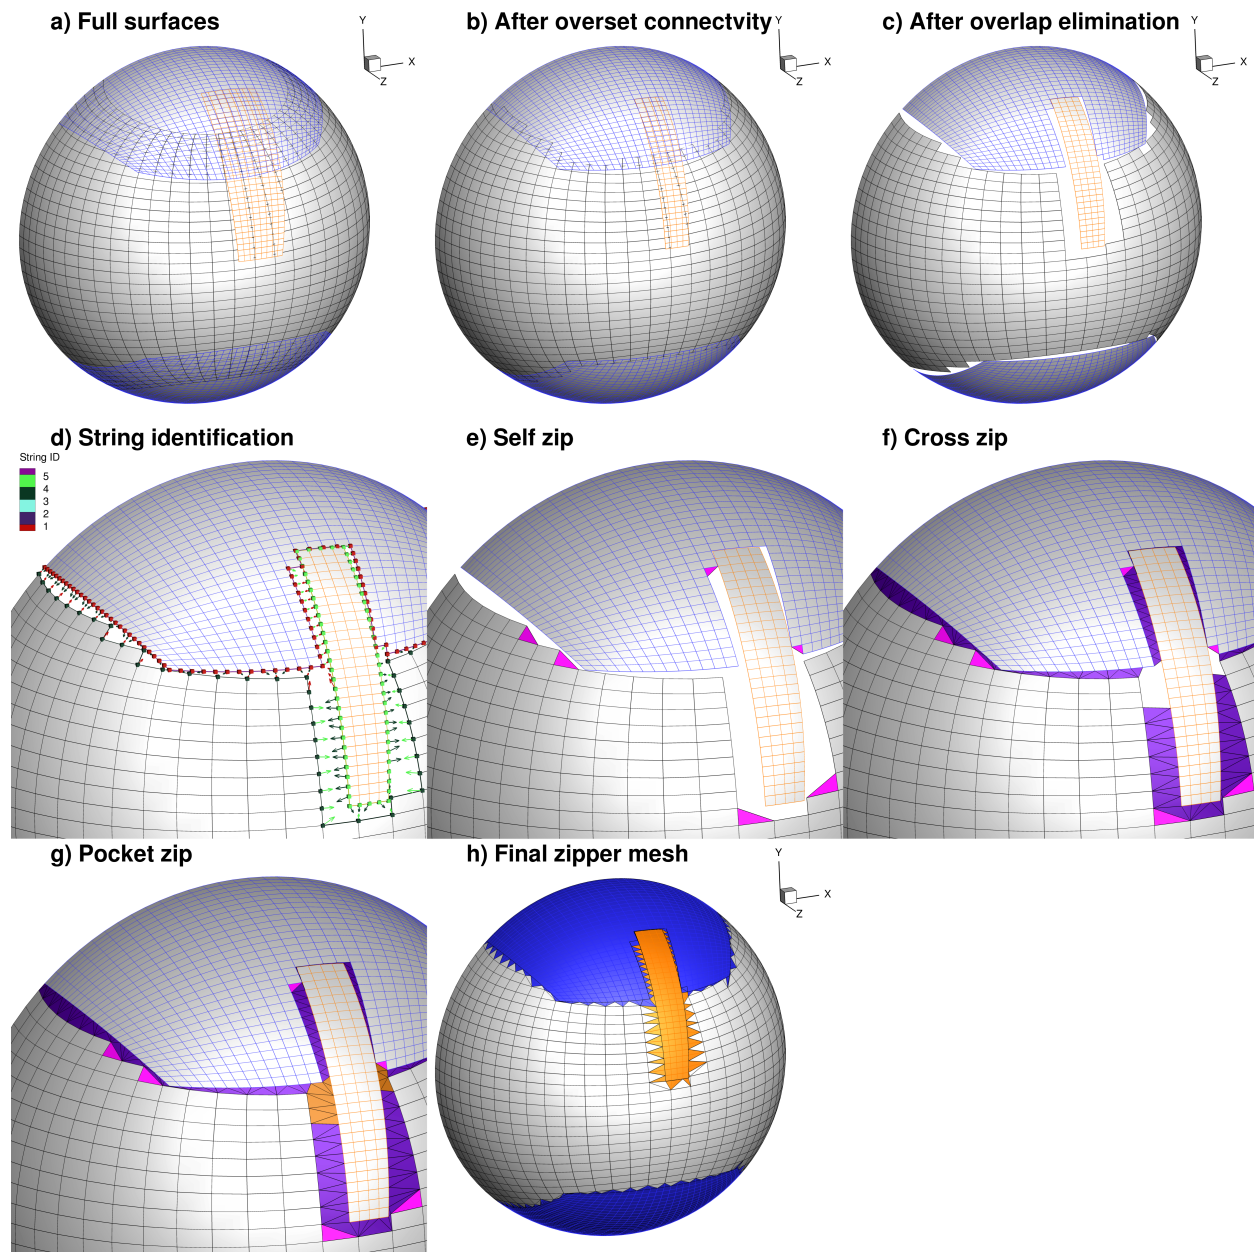 a) Full surfaces
b) After overset connectvity
c) After overlap elimination
Y
X
Z
Y
X
Z
Y
X
Z
d) String identification
e) Self zip
f) Cross zip
String ID
5
4
3
2
1
g) Pocket zip
h) Final zipper mesh
Y
X
Z